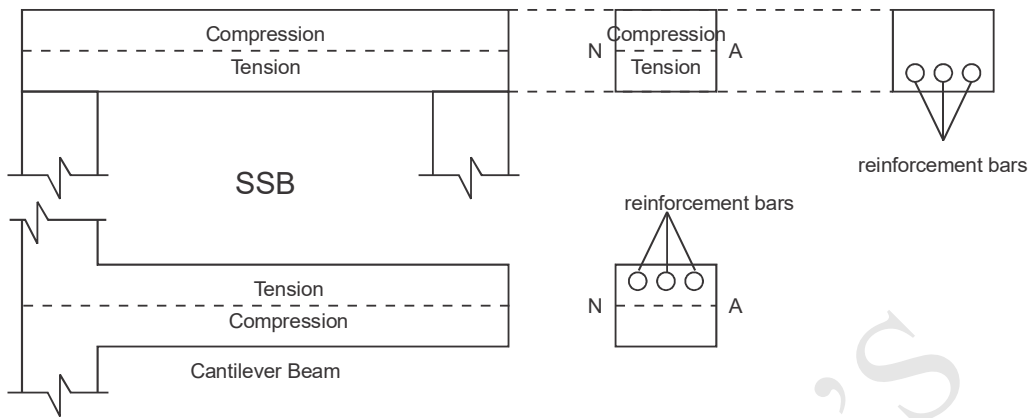 Compression
Tension
N
Compression
Tension
A
reinforcement bars
SSB
reinforcement bars
Tension
Compression
N
A
Cantilever Beam
’S